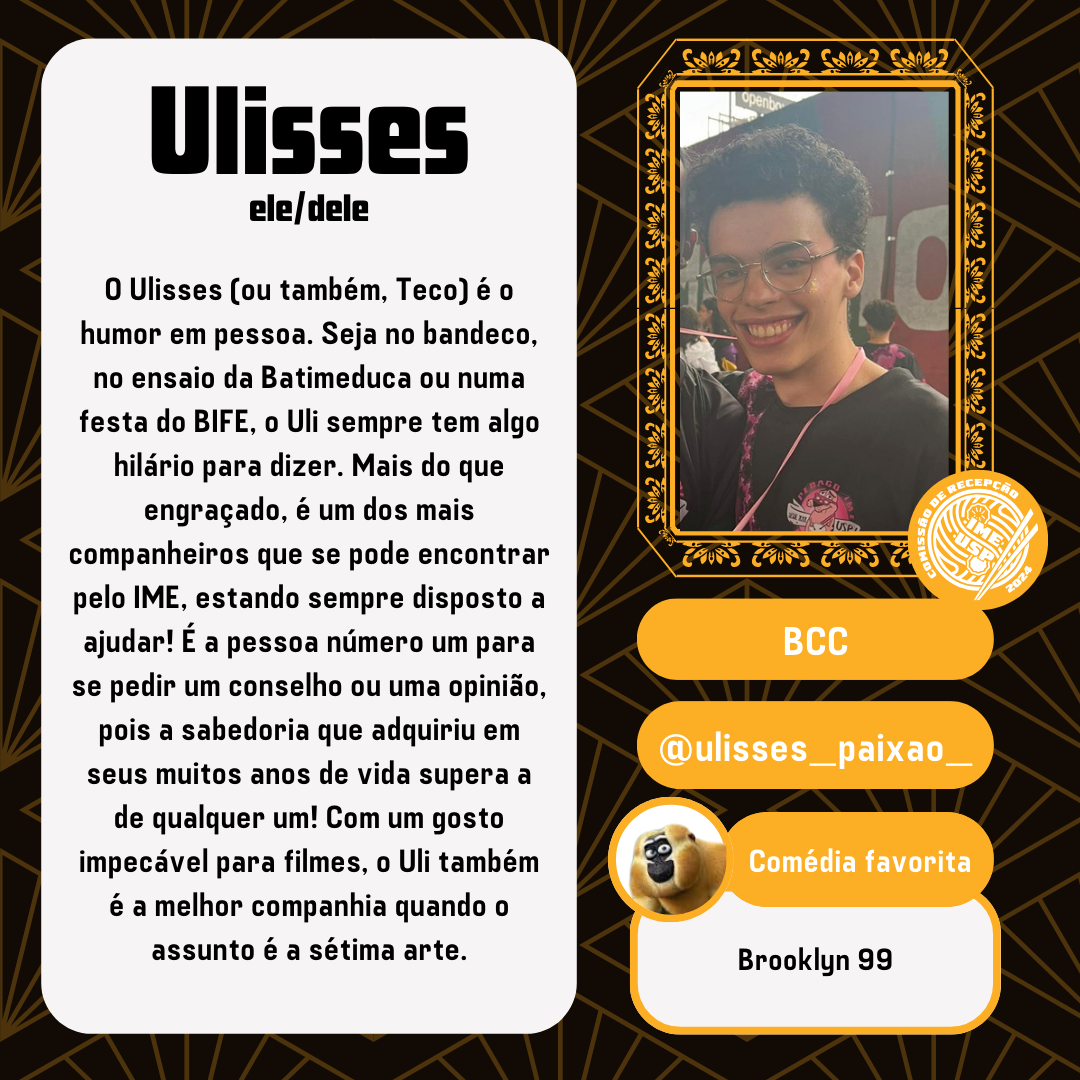 Ulisses
ele/dele
O Ulisses (ou também, Teco) é o
humor em pessoa. Seja no bandeco,
no ensaio da Batimeduca ou numa
festa do BIFE, o Uli sempre tem algo
hilário para dizer. Mais do que
engraçado, é um dos mais
companheiros que se pode encontrar
pelo IME, estando sempre disposto a
ajudar! É a pessoa número um para
se pedir um conselho ou uma opinião,
pois a sabedoria que adquiriu em
seus muitos anos de vida supera a
de qualquer um! Com um gosto
impecável para filmes, o Uli também
é a melhor companhia quando o
assunto é a sétima arte.
openbo
COMISSÃO DE RECEPÇÃO
IME
USP
2024
BCC
@ulisses_paixao_
Comédia favorita
Brooklyn 99